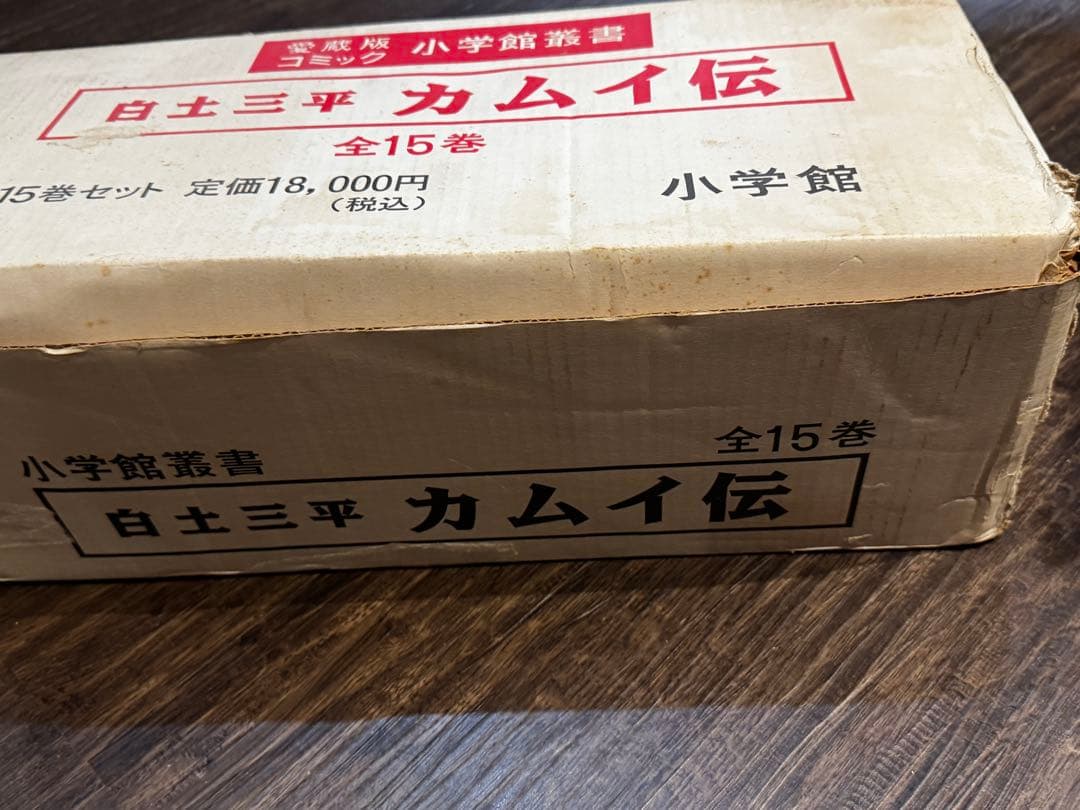 愛蔵版
コミック 小学館叢書
白土三平 カムイ伝
全15巻
15巻セット 定価18,000円
(税込)
小学館
小学館叢書
全15巻
白土三平 カムイ伝